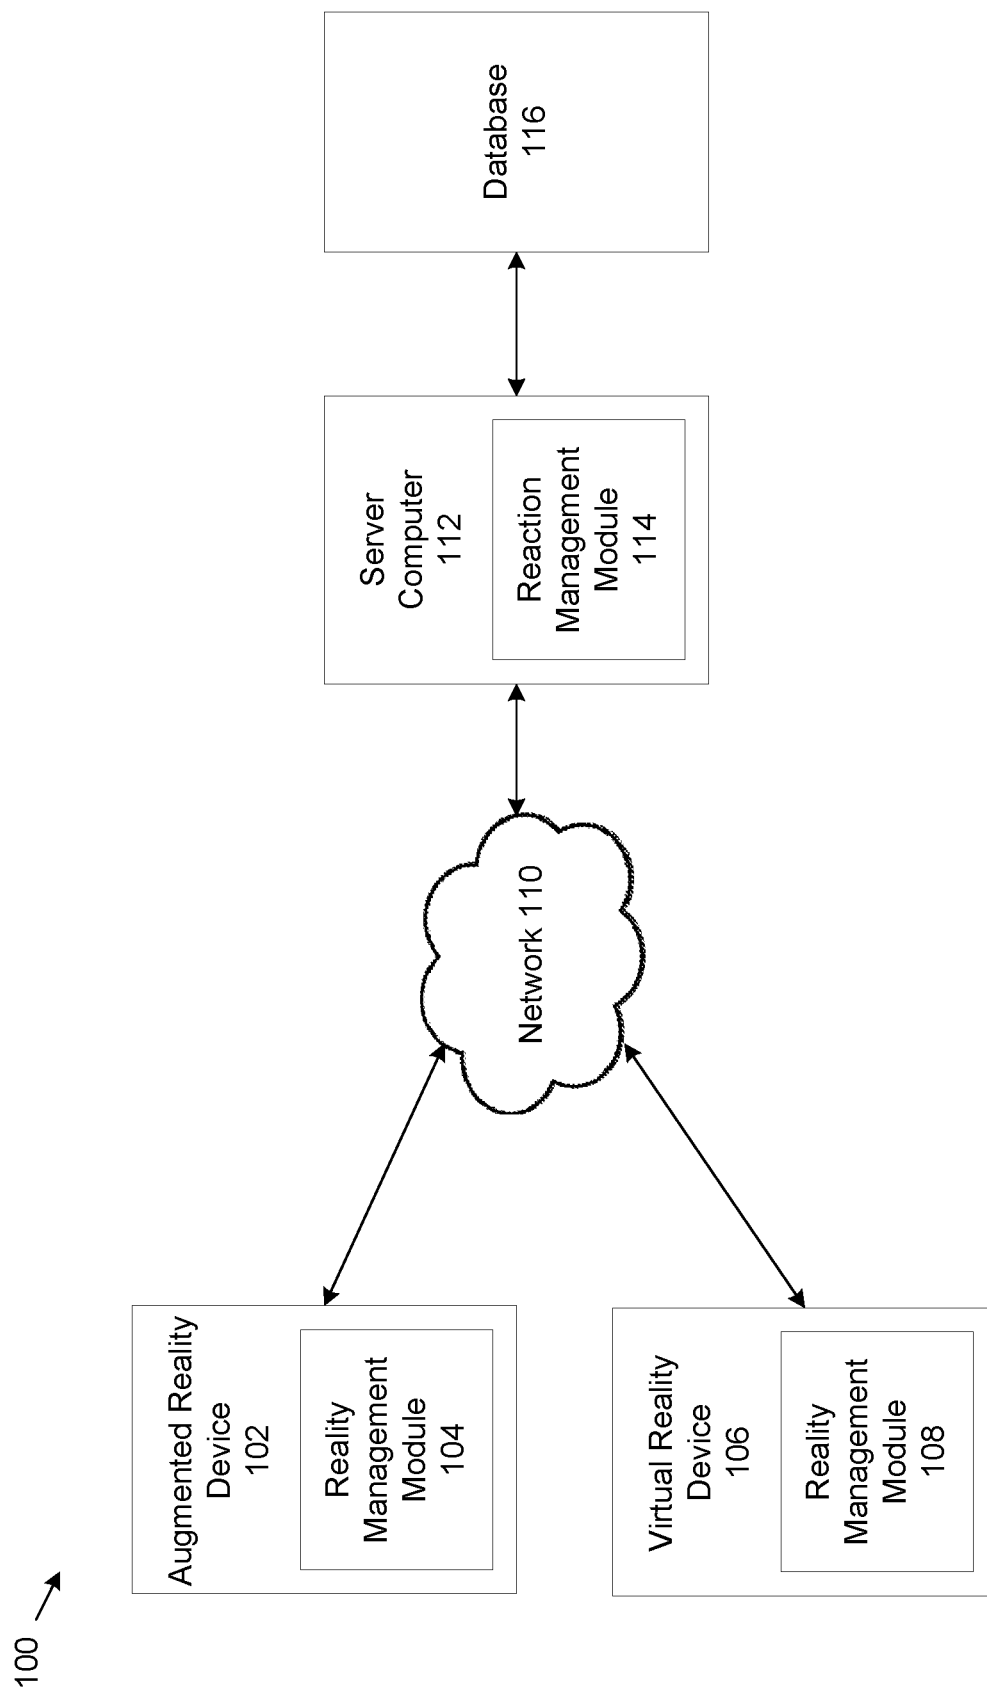 100
Augmented Reality
Device
102
Reality
Management
Module
104
Virtual Reality
Device
106
Reality
Management
Module
108
Network 110
Server
Computer
112
Reaction
Management
Module
114
Database
116